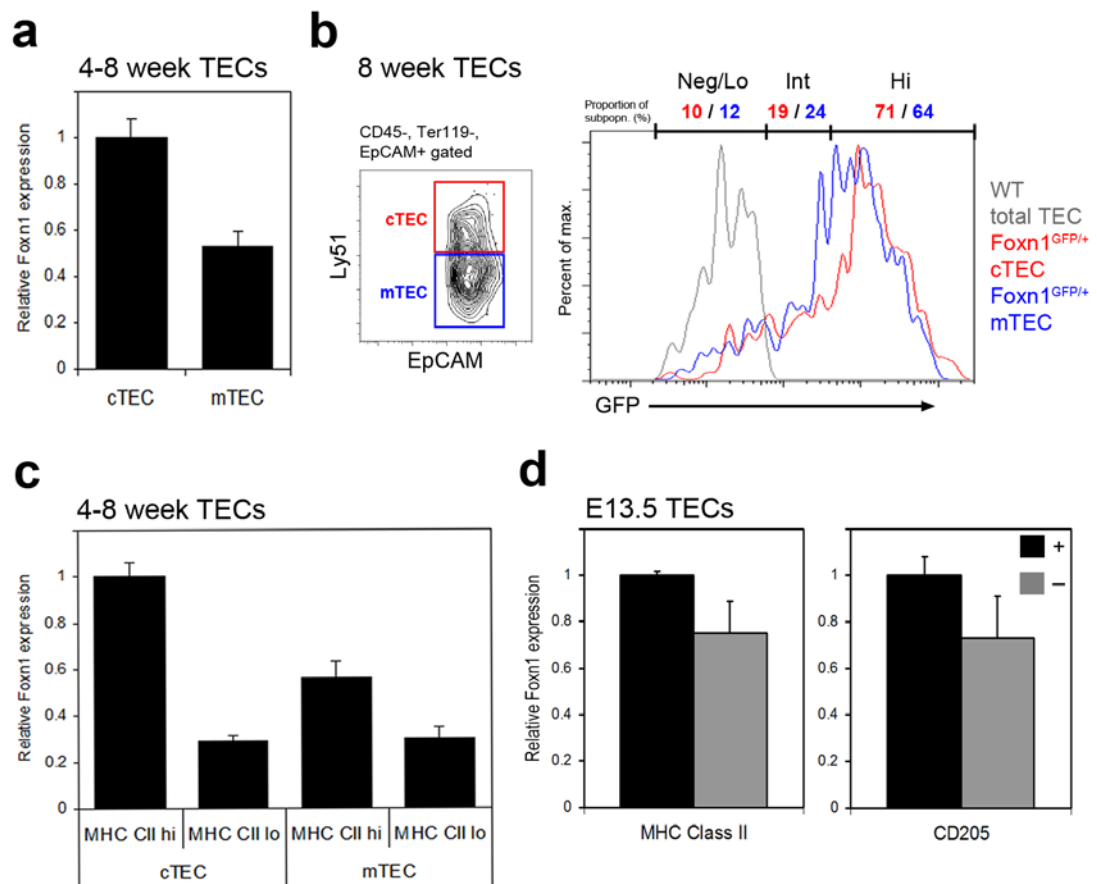 a
4-8 week TECs
Relative Foxn1 expression
1
0.8
0.6
0.4
0.2
0
cTEC mTEC
b
8 week TECs
CD45-, Ter119-,
EpCAM+ gated
cTEC
mTEC
Ly51
EpCAM
Neg/Lo Int Hi
Proportion of
subpopn. (%)
10 / 12 19 / 24 71 / 64
Percent of max.
GFP
WT
total TEC
Foxn1GFP/+
cTEC
Foxn1GFP/+
mTEC
c
4-8 week TECs
Relative Foxn1 expression
1
0.8
0.6
0.4
0.2
0
MHC CII hi MHC CII lo MHC CII hi MHC CII lo
cTEC mTEC
d
E13.5 TECs
Relative Foxn1 expression
1
0.8
0.6
0.4
0.2
0
MHC Class II
1
0.8
0.6
0.4
0.2
0
CD205
+
–